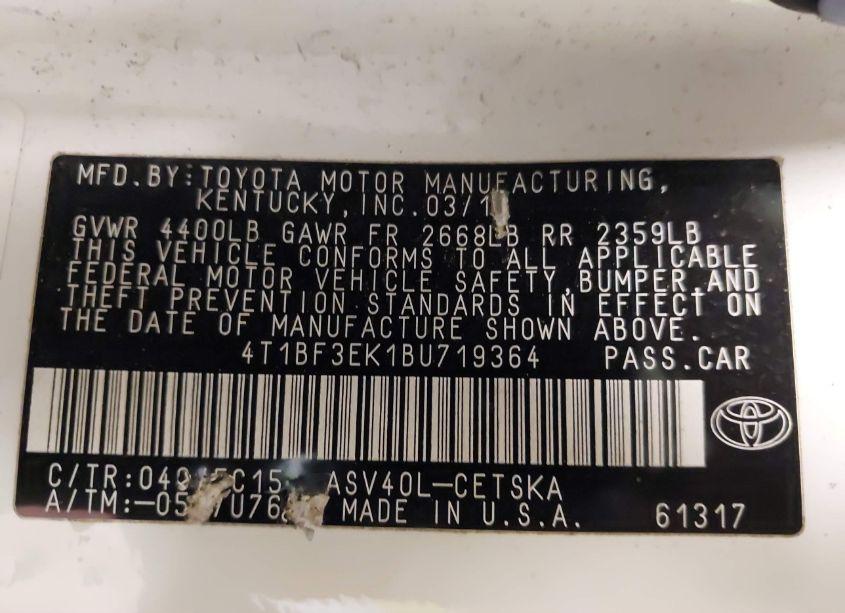 MFD.BY:TOYOTA MOTOR MANUFACTURING,
KENTUCKY,INC.
GVWR 4400LB GAWR FR 2668LB RR 2359LB
THIS VEHICLE CONFORMS TO ALL APPLICABLE
FEDERAL MOTOR VEHICLE SAFETY,BUMPER,AND
THEFT PREVENTION STANDARDS IN EFFECT ON
THE DATE OF MANUFACTURE SHOWN ABOVE.
4T1BF3EK1BU719364 PASS.CAR
C/TR: ASV40L-CETSKA
A/TM: MADE IN U.S.A. 61317